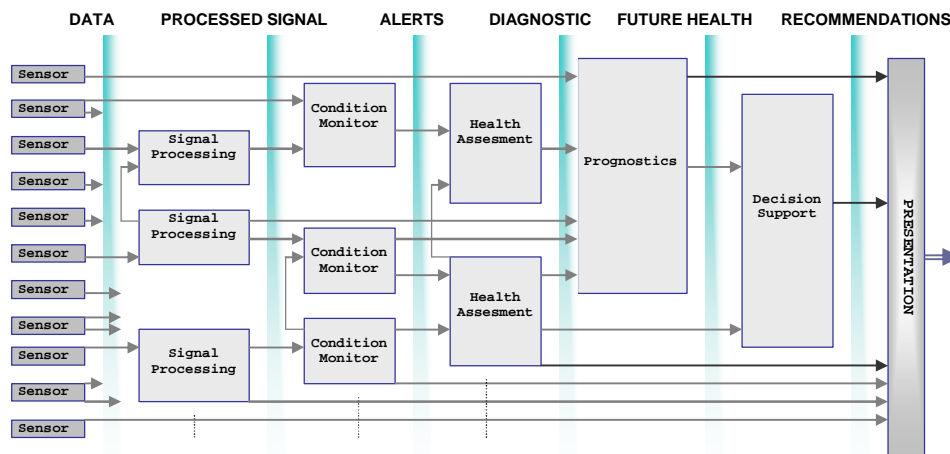 DATA PROCESSED SIGNAL ALERTS DIAGNOSTIC FUTURE HEALTH RECOMMENDATIONS
Sensor
Sensor
Sensor
Sensor
Sensor
Sensor
Sensor
Sensor
Sensor
Sensor
Sensor
Signal
Processing
Signal
Processing
Signal
Processing
Condition
Monitor
Condition
Monitor
Condition
Monitor
Health
Assesment
Health
Assesment
Prognostics
Decision
Support
PRESENTATION